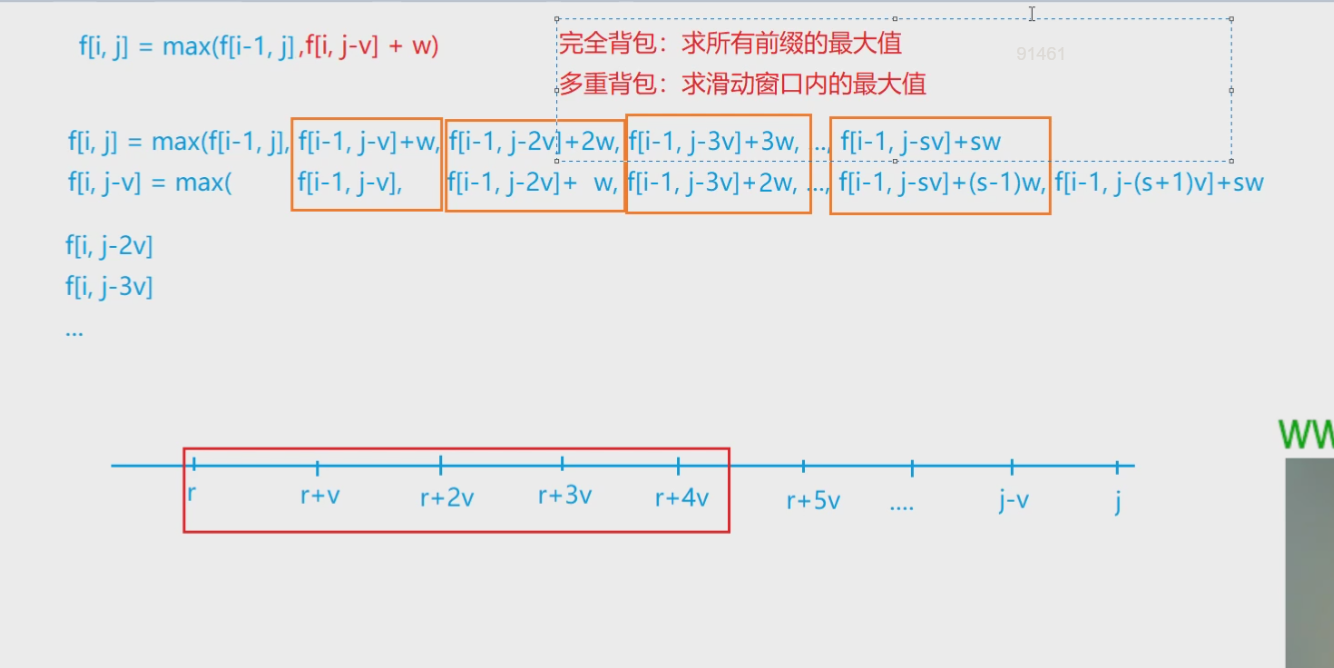 f[i, j] = max(f[i-1, j],f[i, j-v] + w)
完全背包：求所有前缀的最大值
91461
多重背包：求滑动窗口内的最大值
f[i, j] = max(f[i-1, j], f[i-1, j-v]+w, f[i-1, j-2v]+2w, f[i-1, j-3v]+3w, ..., f[i-1, j-sv]+sw
f[i, j-v] = max( f[i-1, j-v], f[i-1, j-2v]+ w, f[i-1, j-3v]+2w, ..., f[i-1, j-sv]+(s-1)w, f[i-1, j-(s+1)v]+sw
f[i, j-2v]
f[i, j-3v]
...
r r+v r+2v r+3v r+4v r+5v .... j-v j